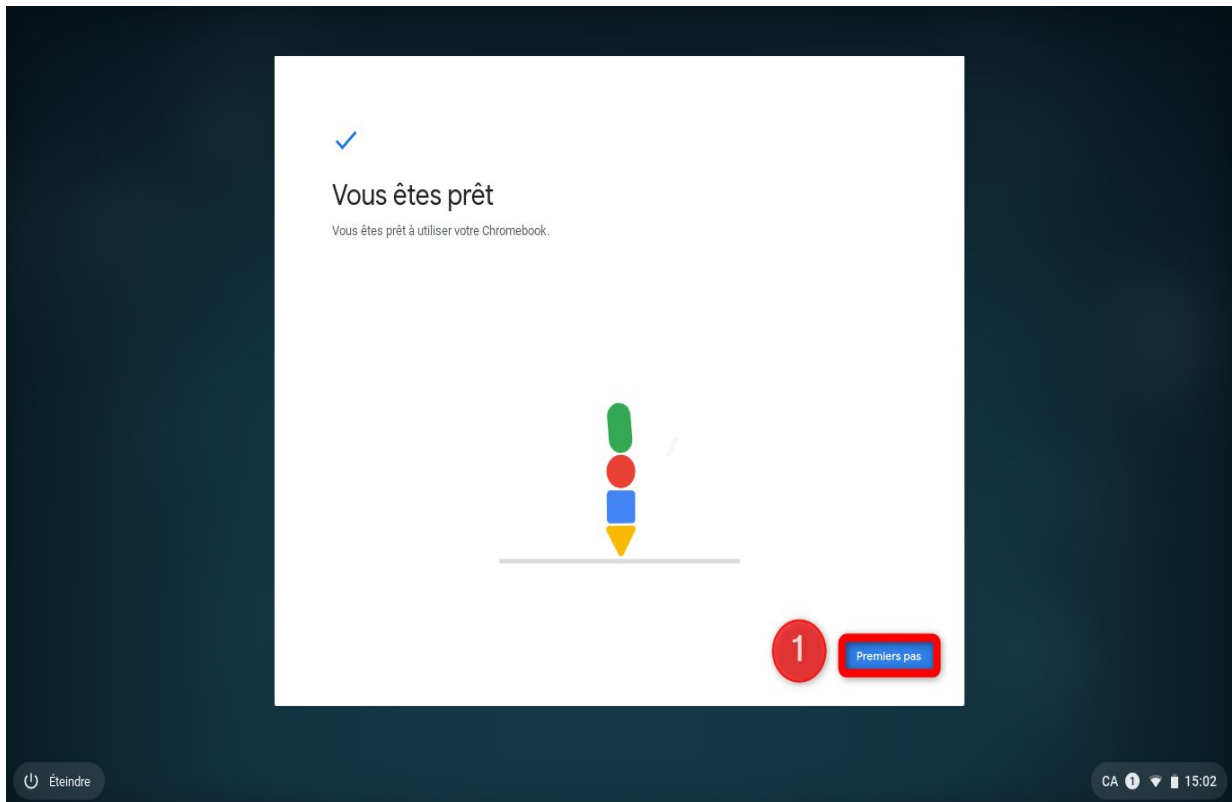 Vous êtes prêt
Vous êtes prêt à utiliser votre Chromebook.
1
Premiers pas
Éteindre
CA 1 15:02